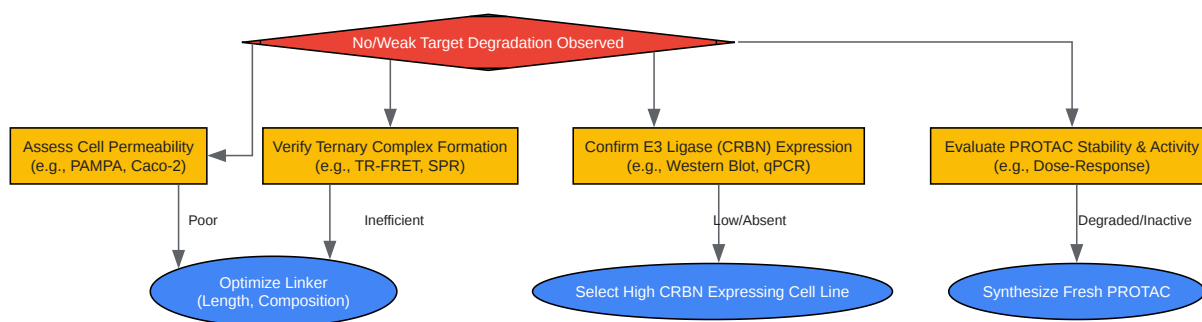 No/Weak Target Degradation Observed
Assess Cell Permeability
(e.g., PAMPA, Caco-2)
Verify Ternary Complex Formation
(e.g., TR-FRET, SPR)
Confirm E3 Ligase (CRBN) Expression
(e.g., Western Blot, qPCR)
Evaluate PROTAC Stability & Activity
(e.g., Dose-Response)
Poor
Inefficient
Low/Absent
Degraded/Inactive
Optimize Linker
(Length, Composition)
Select High CRBN Expressing Cell Line
Synthesize Fresh PROTAC